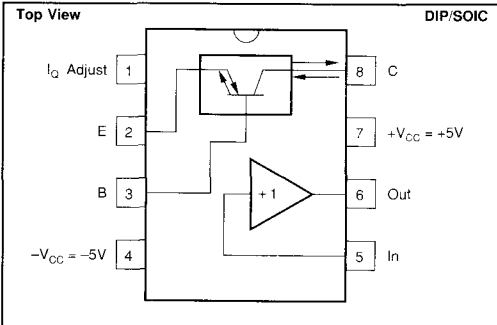 Top View
DIP/SOIC
I_Q Adjust 1
8 C
E 2
7 +V_CC = +5V
B 3
+1
6 Out
–V_CC = –5V 4
5 In